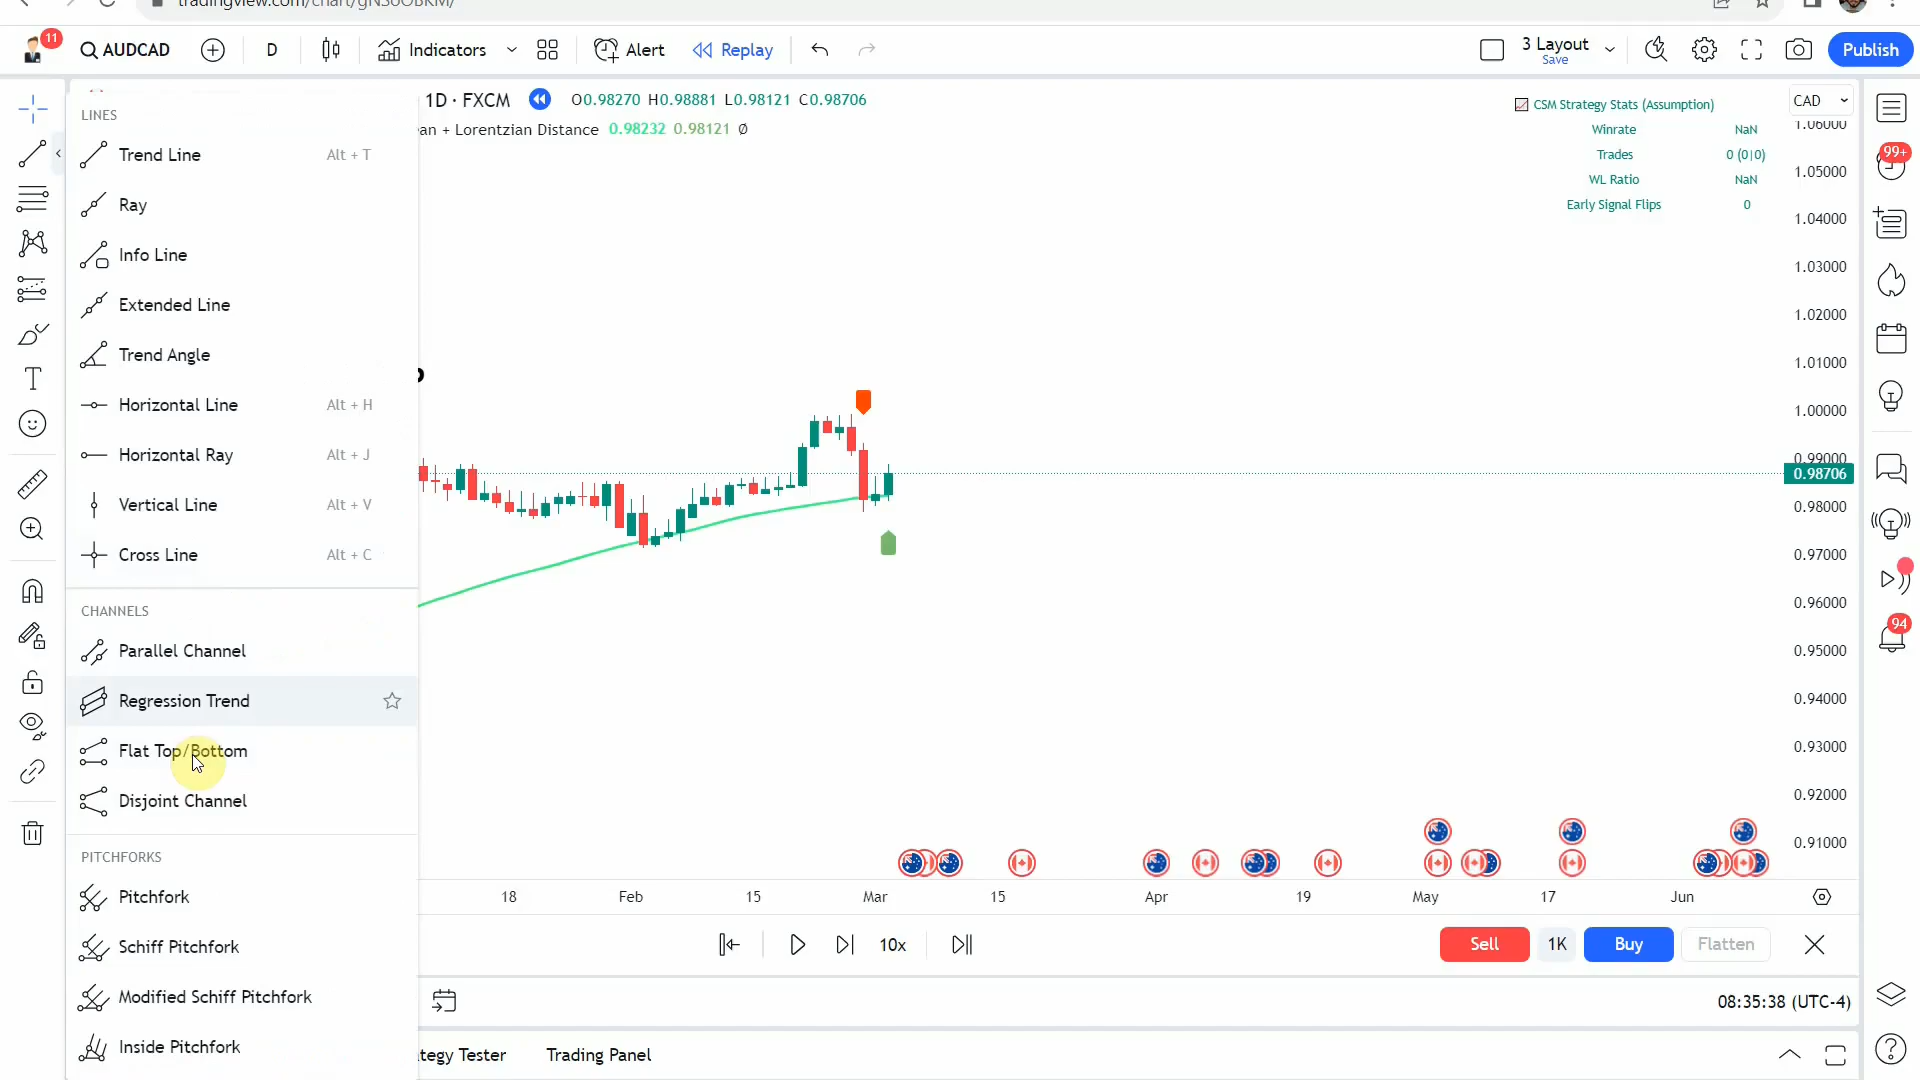 tradingview.com/chart/gNS6OBKM/
11
AUDCAD
D
Indicators
Alert
Replay
3 Layout
Save
Publish
1D · FXCM
O0.98270 H0.98881 L0.98121 C0.98706
an + Lorentzian Distance 0.98232 0.98121 Ø
CSM Strategy Stats (Assumption)
Winrate NaN
Trades 0 (0|0)
WL Ratio NaN
Early Signal Flips 0
CAD
1.06000
1.05000
1.04000
1.03000
1.02000
1.01000
1.00000
0.99000
0.98706
0.98000
0.97000
0.96000
0.95000
0.94000
0.93000
0.92000
0.91000
99+
94
LINES
Trend Line Alt + T
Ray
Info Line
Extended Line
Trend Angle
Horizontal Line Alt + H
Horizontal Ray Alt + J
Vertical Line Alt + V
Cross Line Alt + C
CHANNELS
Parallel Channel
Regression Trend
Flat Top/Bottom
Disjoint Channel
PITCHFORKS
Pitchfork
Schiff Pitchfork
Modified Schiff Pitchfork
Inside Pitchfork
18 Feb 15 Mar 15 Apr 19 May 17 Jun
10x
Sell 1K Buy Flatten
08:35:38 (UTC-4)
tegy Tester Trading Panel